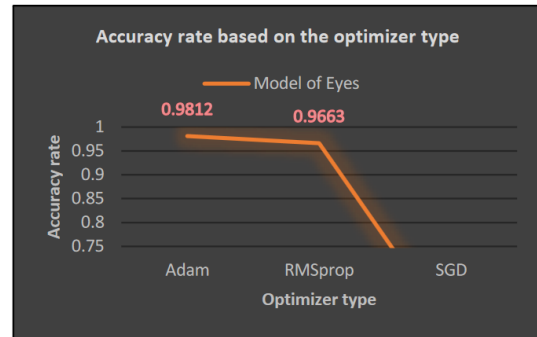 Accuracy rate based on the optimizer type
Model of Eyes
0.9812
0.9663
1
0.95
0.9
0.85
0.8
0.75
Accuracy rate
Adam
RMSprop
SGD
Optimizer type